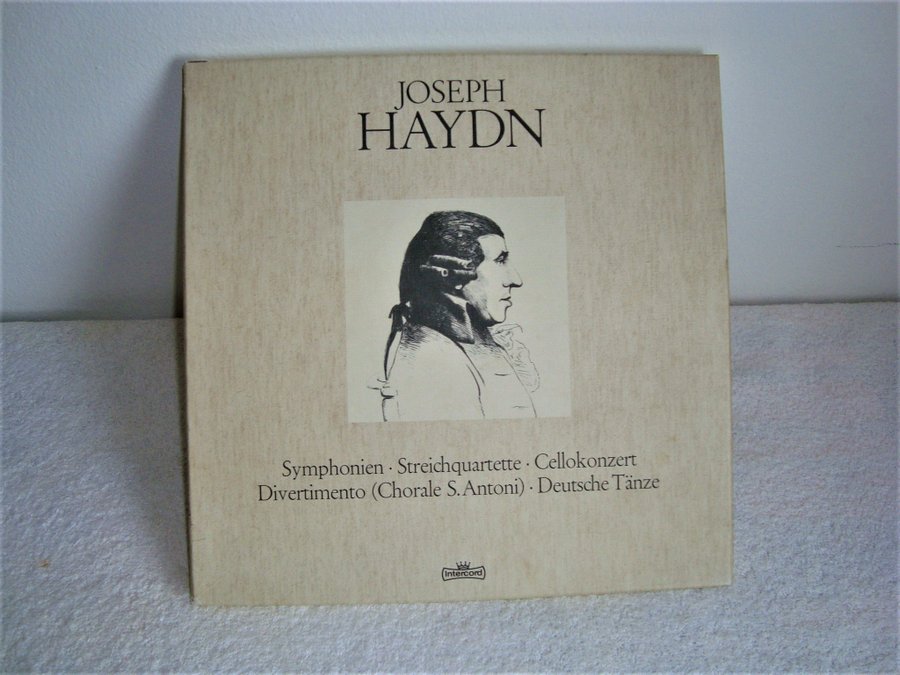 JOSEPH
HAYDN
Symphonien · Streichquartette · Cellokonzert
Divertimento (Chorale S. Antoni) · Deutsche Tänze
Intercord